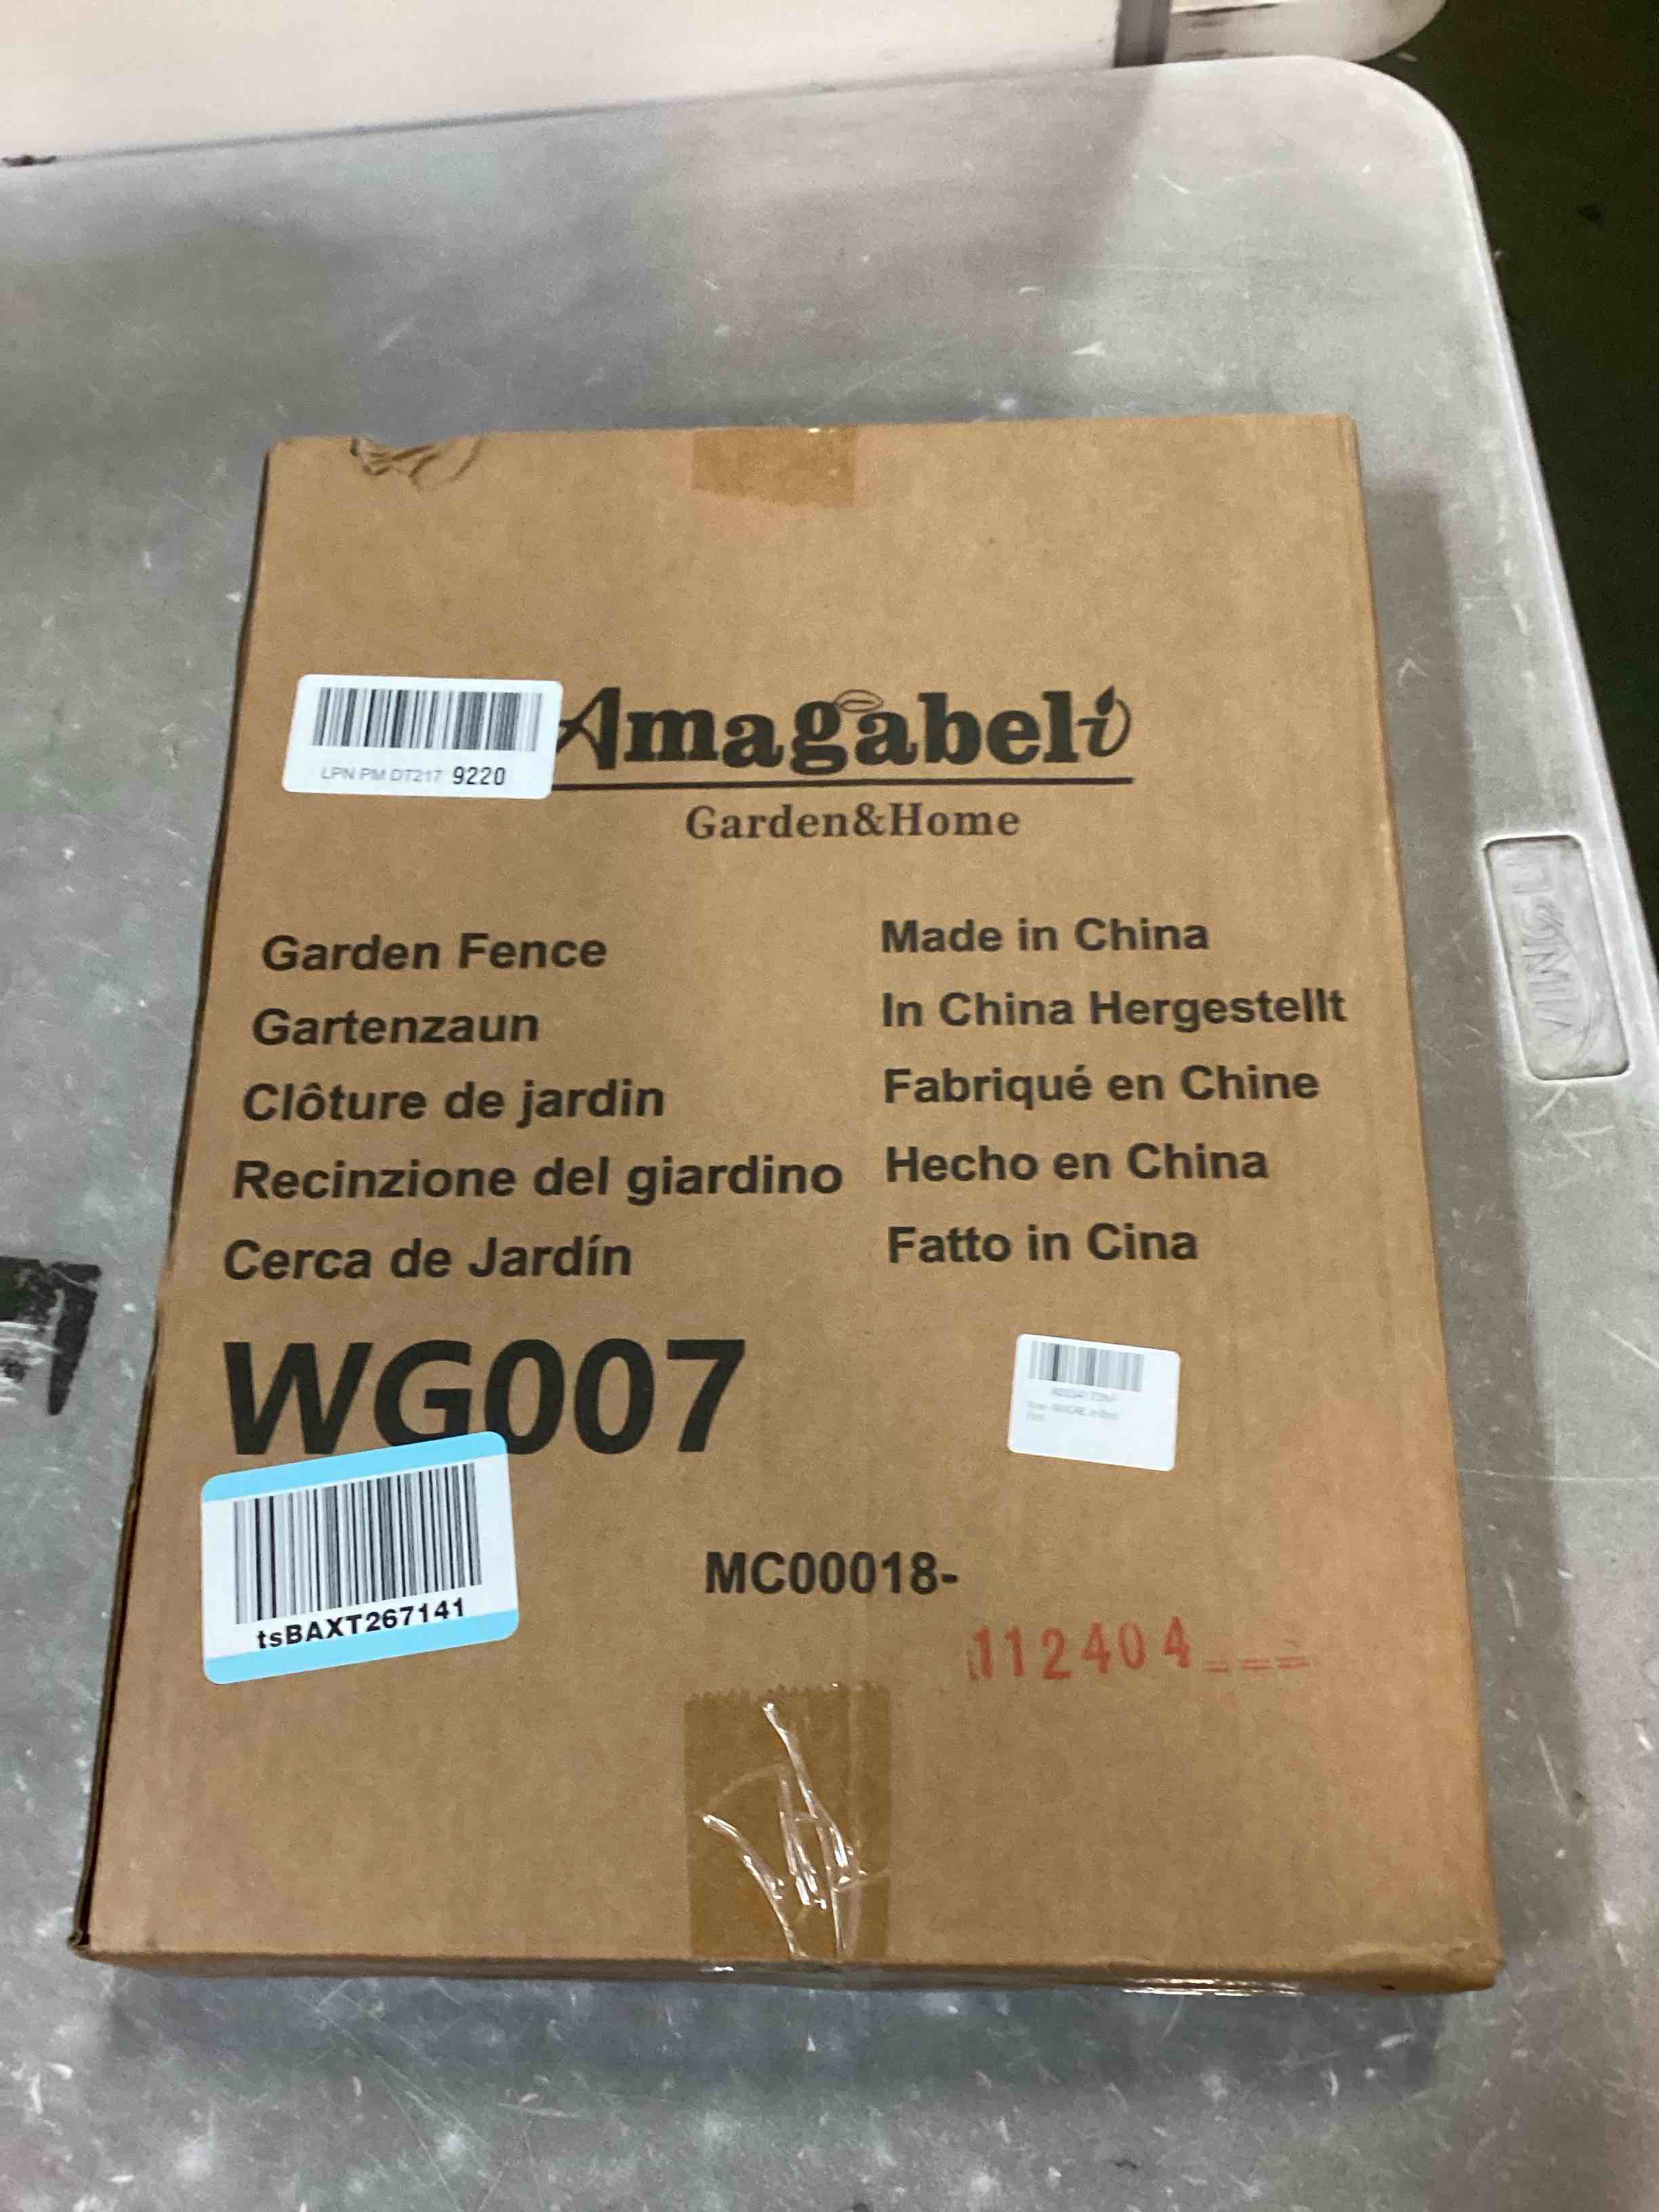 LPN PM DT217 9220
Amagabeli
Garden&Home
Garden Fence
Gartenzaun
Clôture de jardin
Recinzione del giardino
Cerca de Jardín
Made in China
In China Hergestellt
Fabriqué en Chine
Hecho en China
Fatto in Cina
WG007
tsBAXT267141
MC00018-
112404